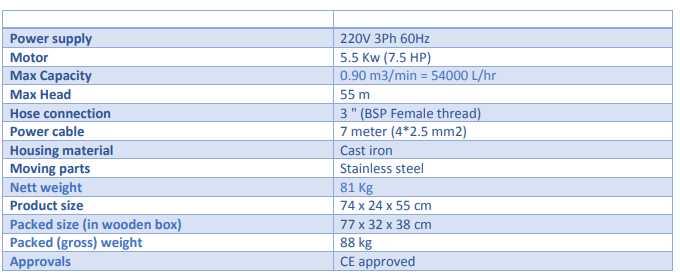 Power supply 220V 3Ph 60Hz
Motor 5.5 Kw (7.5 HP)
Max Capacity 0.90 m3/min = 54000 L/hr
Max Head 55 m
Hose connection 3 " (BSP Female thread)
Power cable 7 meter (4*2.5 mm2)
Housing material Cast iron
Moving parts Stainless steel
Nett weight 81 Kg
Product size 74 x 24 x 55 cm
Packed size (in wooden box) 77 x 32 x 38 cm
Packed (gross) weight 88 kg
Approvals CE approved